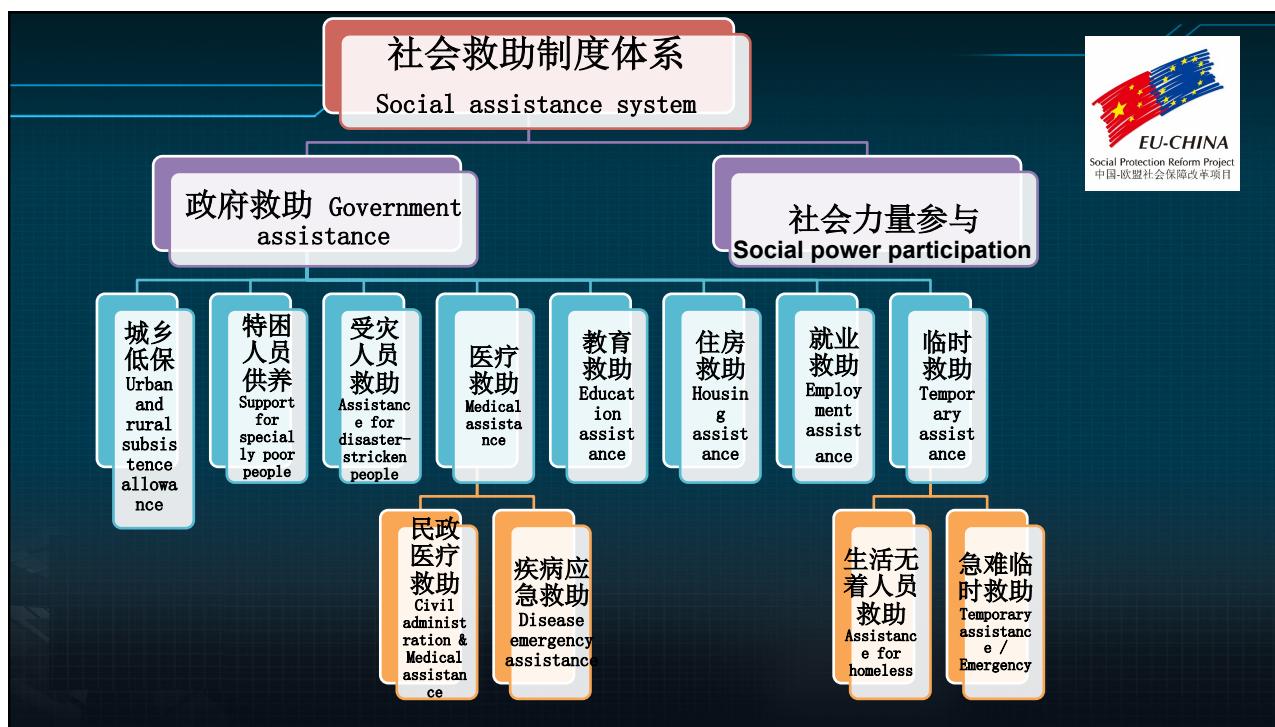 社会救助制度体系
Social assistance system
EU-CHINA
Social Protection Reform Project
中国-欧盟社会保障改革项目
政府救助 Government
assistance
社会力量参与
Social power participation
城乡
低保
Urban
and
rural
subsis
tence
allowa
nce
特困
人员
供养
Support
for
special
ly poor
people
受灾
人员
救助
Assistanc
e for
disaster-
stricken
people
医疗
救助
Medical
assista
nce
教育
救助
Educat
ion
assist
ance
住房
救助
Housin
g
assist
ance
就业
救助
Employ
ment
assist
ance
临时
救助
Tempor
ary
assist
ance
民政
医疗
救助
Civil
administ
ration &
Medical
assistan
ce
疾病应
急救助
Disease
emergency
assistance
生活无
着人员
救助
Assistanc
e for
homeless
急难临
时救助
Temporary
assistanc
e /
Emergency